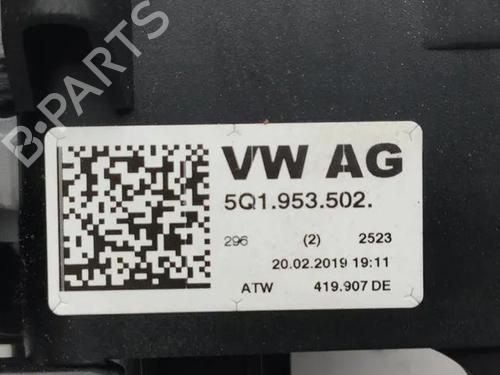 B-PARTS
VW AG
5Q1.953.502.
296 (2) 2523
20.02.2019 19:11
ATW 419.907 DE